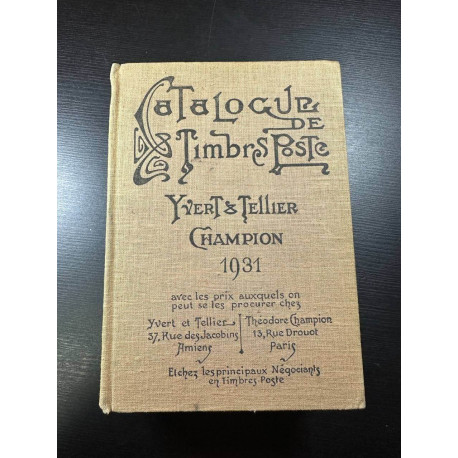 Catalogue
de
Timbres Poste
Yvert & Tellier
Champion
1931
avec les prix auxquels on
peut se les procurer chez
Yvert et Tellier
37, Rue des Jacobins
Amiens
Théodore Champion
13, Rue Drouot
Paris
Et chez les principaux Négociants
en Timbres Poste